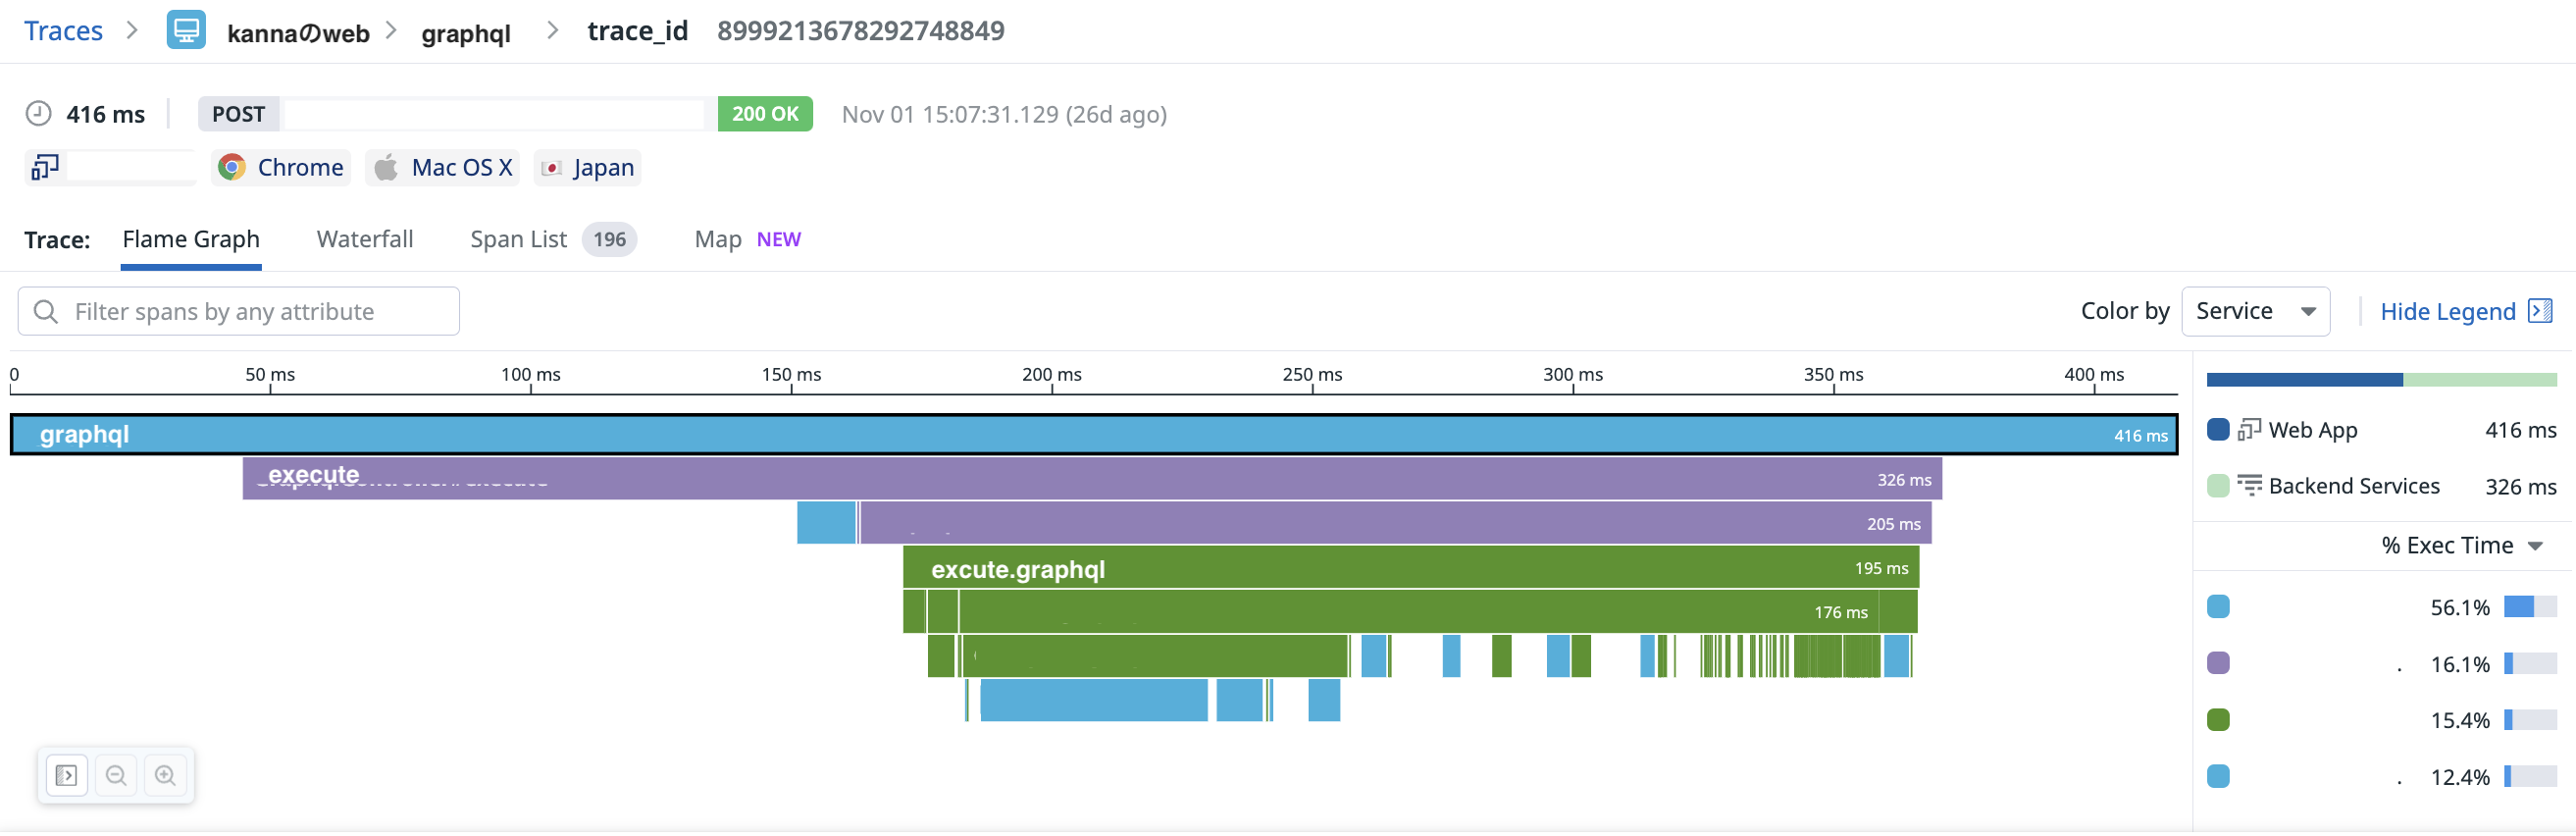 Traces > kannaのweb > graphql > trace_id 8999213678292748849
416 ms POST 200 OK Nov 01 15:07:31.129 (26d ago)
Chrome Mac OS X Japan
Trace: Flame Graph Waterfall Span List 196 Map NEW
Filter spans by any attribute Color by Service Hide Legend
0 50 ms 100 ms 150 ms 200 ms 250 ms 300 ms 350 ms 400 ms
graphql 416 ms
execute 326 ms
205 ms
excute.graphql 195 ms
176 ms
Web App 416 ms
Backend Services 326 ms
% Exec Time
56.1%
16.1%
15.4%
12.4%